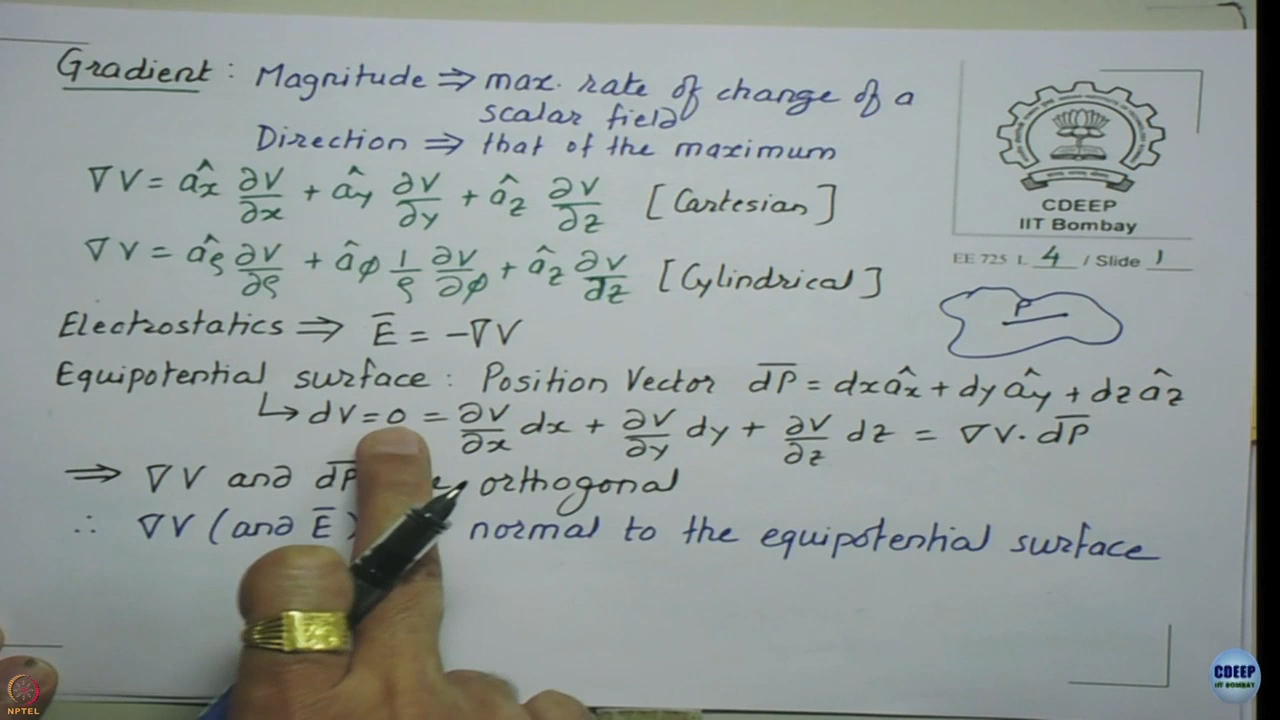 Gradient : Magnitude ⇒ max. rate of change of a
scalar field
Direction ⇒ that of the maximum
∇V = âx ∂V/∂x + ây ∂V/∂y + âz ∂V/∂z [Cartesian]
∇V = âρ ∂V/∂ρ + âφ 1/ρ ∂V/∂φ + âz ∂V/∂z [Cylindrical]
Electrostatics ⇒ E̅ = -∇V
Equipotential surface : Position Vector d̅P̅ = dx âx + dy ây + dz âz
↳ dV = 0 = ∂V/∂x dx + ∂V/∂y dy + ∂V/∂z dz = ∇V · d̅P̅
⇒ ∇V and d̅P̅ orthogonal
∴ ∇V (and E̅) normal to the equipotential surface
CDEEP
IIT Bombay
EE 725 L 4 / Slide 1
P
NPTEL
CDEEP
IIT BOMBAY